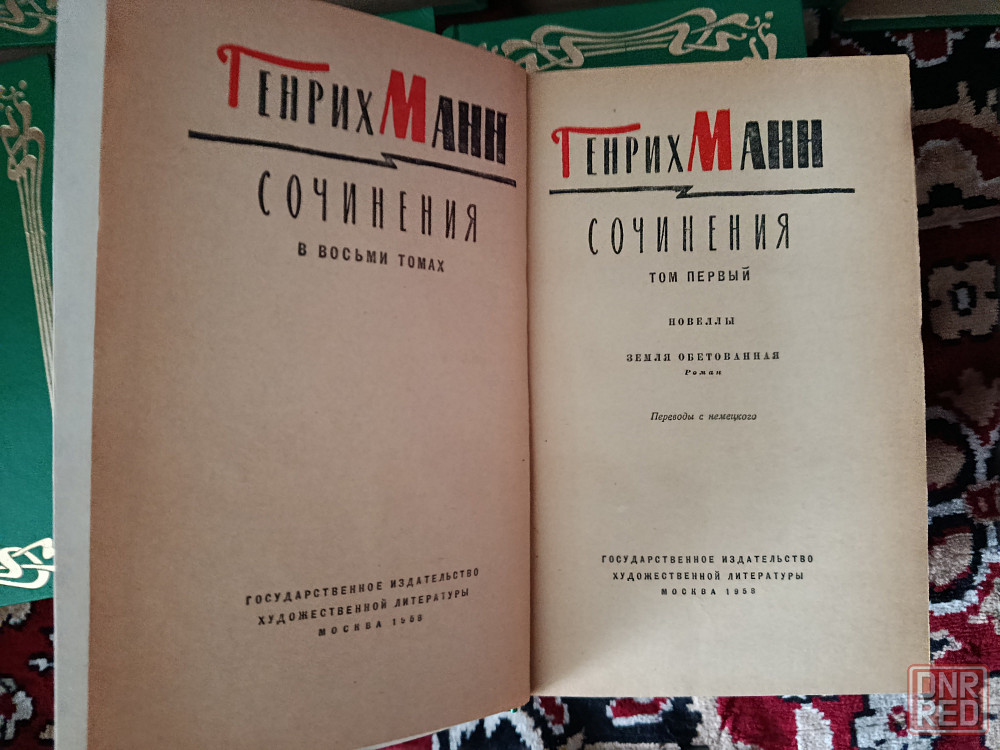 ГЕНРИХ МАНН
СОЧИНЕНИЯ
В ВОСЬМИ ТОМАХ
ГОСУДАРСТВЕННОЕ ИЗДАТЕЛЬСТВО
ХУДОЖЕСТВЕННОЙ ЛИТЕРАТУРЫ
МОСКВА 1958
ГЕНРИХ МАНН
СОЧИНЕНИЯ
ТОМ ПЕРВЫЙ
НОВЕЛЛЫ
ЗЕМЛЯ ОБЕТОВАННАЯ
Роман
Переводы с немецкого
ГОСУДАРСТВЕННОЕ ИЗДАТЕЛЬСТВО
ХУДОЖЕСТВЕННОЙ ЛИТЕРАТУРЫ
МОСКВА 1958
DNR
RED